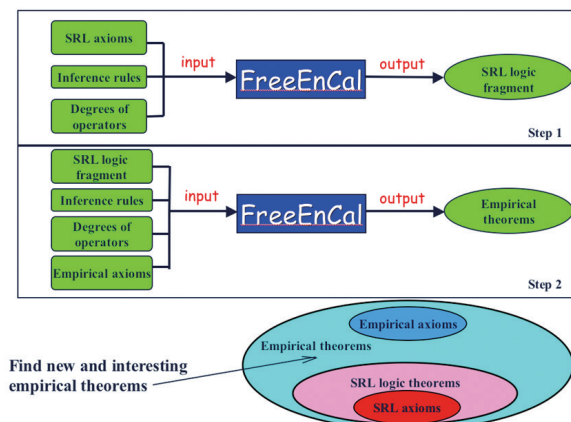 SRL axioms
Inference rules
Degrees of
operators
input
FreeEnCal
output
SRL logic
fragment
Step 1
SRL logic
fragment
Inference rules
Degrees of
operators
Empirical axioms
input
FreeEnCal
output
Empirical
theorems
Step 2
Find new and interesting
empirical theorems
Empirical axioms
Empirical theorems
SRL logic theorems
SRL axioms